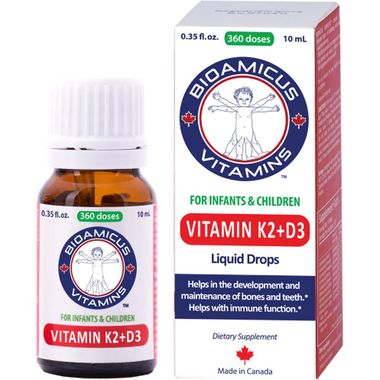 0.35 fl.oz. 360 doses 10 mL
BIOAMICUS
VITAMINS
TM
FOR INFANTS & CHILDREN
VITAMIN K2+D3
Liquid Drops
Helps in the development and
maintenance of bones and teeth.*
Helps with immune function.*
Dietary Supplement
Made in Canada
0.35 fl.oz. 360 doses 10 mL
BIOAMICUS
VITAMINS
TM
FOR INFANTS & CHILDREN
VITAMIN K2+D3